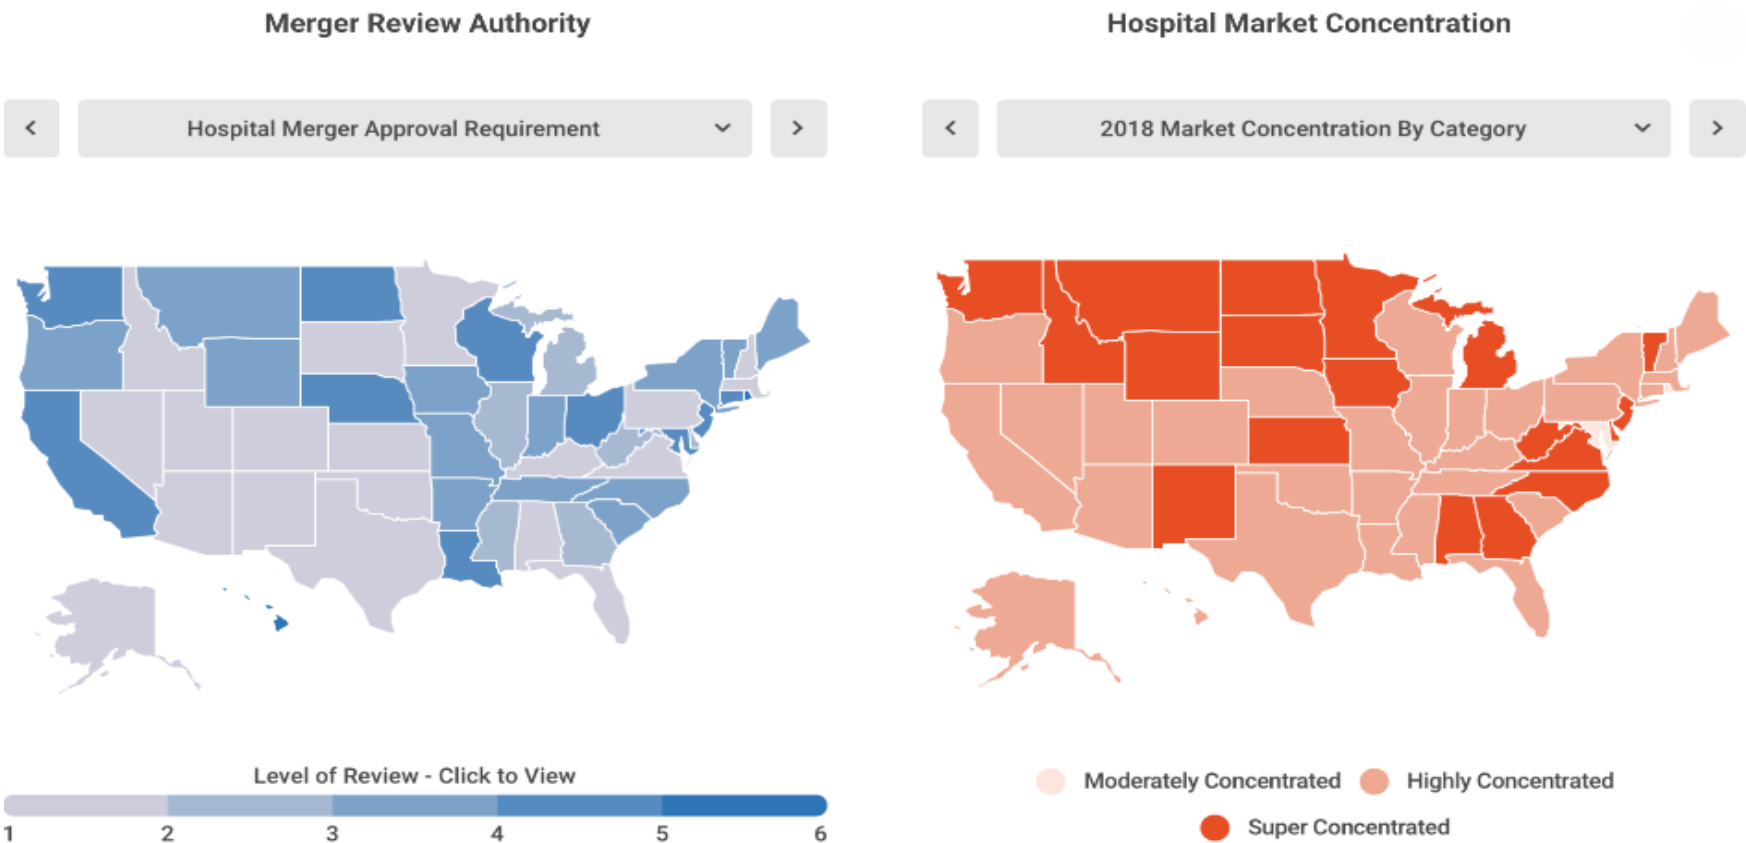 Merger Review Authority
Hospital Merger Approval Requirement
Level of Review - Click to View
1 2 3 4 5 6
Hospital Market Concentration
2018 Market Concentration By Category
Moderately Concentrated Highly Concentrated
Super Concentrated